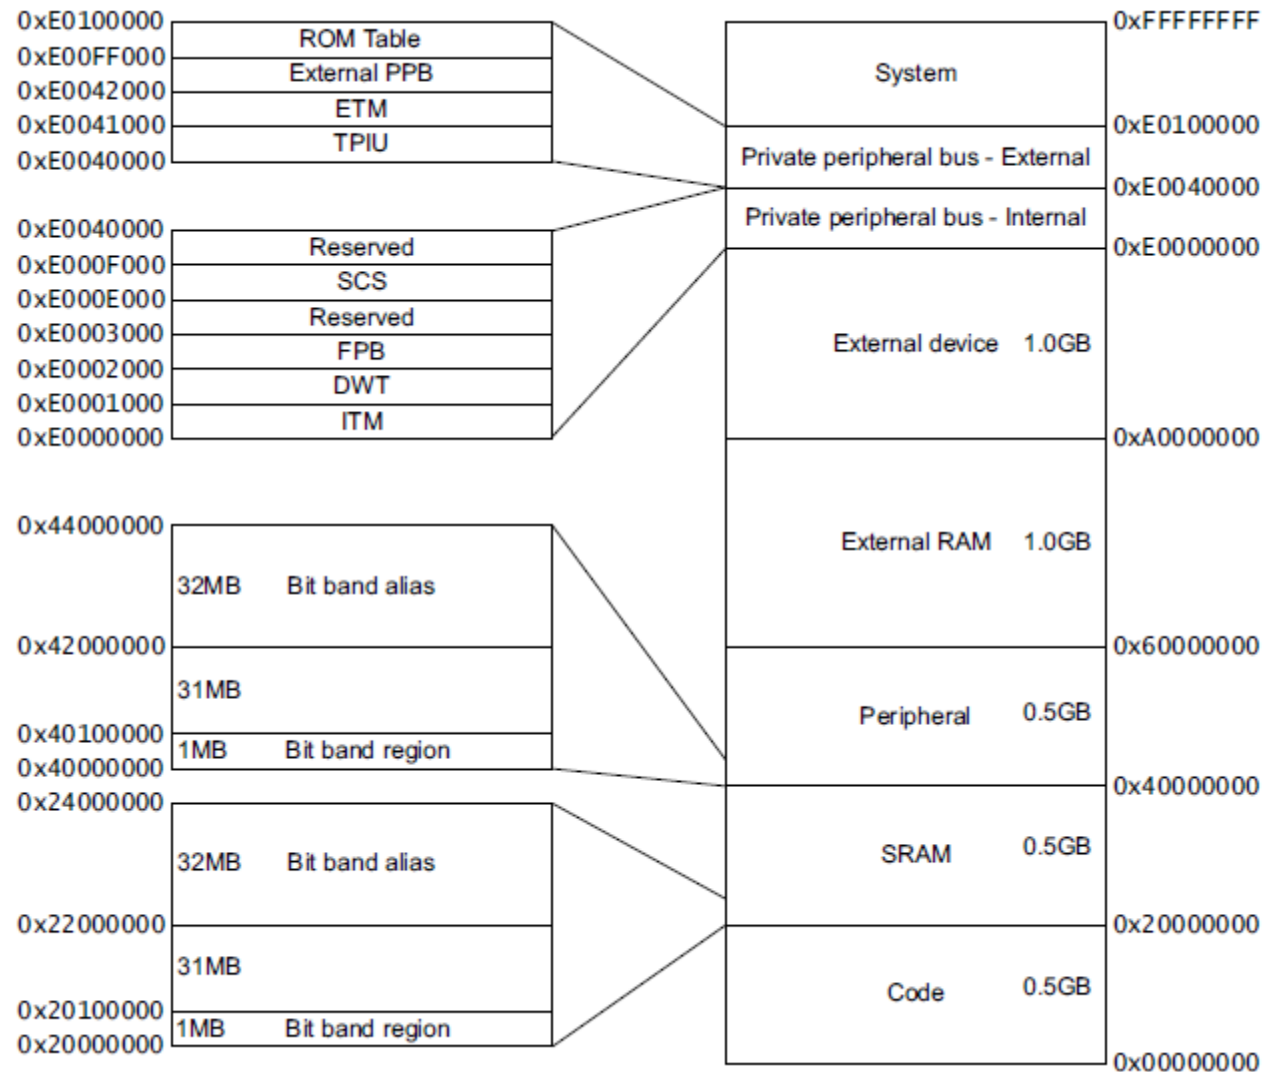 0xE0100000
ROM Table
0xE00FF000
External PPB
0xE0042000
ETM
0xE0041000
TPIU
0xE0040000
0xE0040000
Reserved
0xE000F000
SCS
0xE000E000
Reserved
0xE0003000
FPB
0xE0002000
DWT
0xE0001000
ITM
0xE0000000
0x44000000
32MB Bit band alias
0x42000000
31MB
0x40100000
1MB Bit band region
0x40000000
0x24000000
32MB Bit band alias
0x22000000
31MB
0x20100000
1MB Bit band region
0x20000000
0xFFFFFFFF
System
0xE0100000
Private peripheral bus - External
0xE0040000
Private peripheral bus - Internal
0xE0000000
External device 1.0GB
0xA0000000
External RAM 1.0GB
0x60000000
Peripheral 0.5GB
0x40000000
SRAM 0.5GB
0x20000000
Code 0.5GB
0x00000000